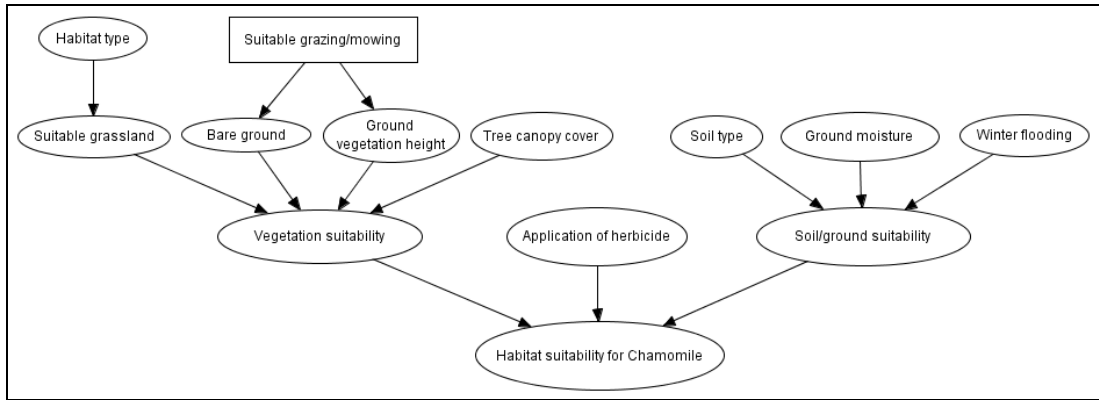 Habitat type
Suitable grazing/mowing
Suitable grassland
Bare ground
Ground
vegetation height
Tree canopy cover
Soil type
Ground moisture
Winter flooding
Vegetation suitability
Application of herbicide
Soil/ground suitability
Habitat suitability for Chamomile